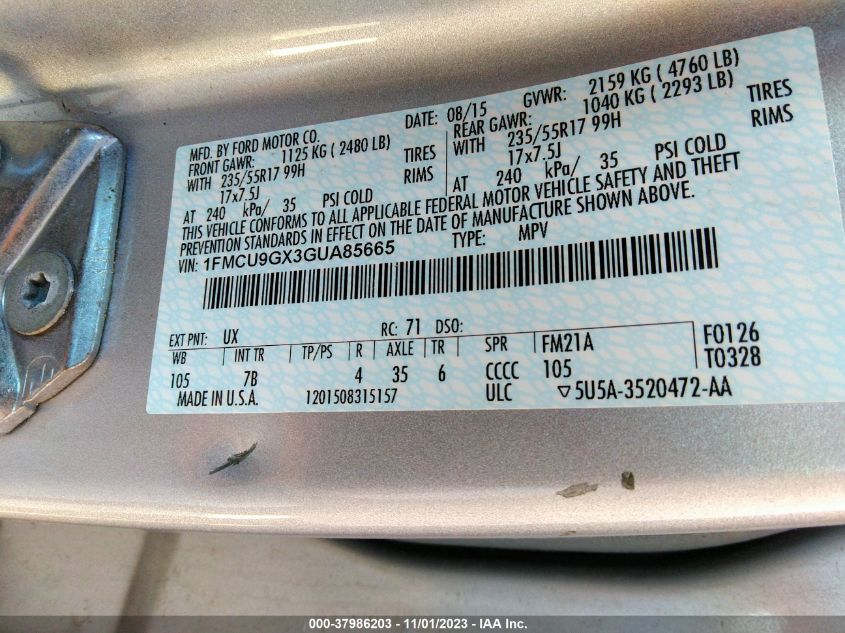 MFD. BY FORD MOTOR CO.
DATE: 08/15 GVWR: 2159 KG ( 4760 LB)
FRONT GAWR: 1125 KG ( 2480 LB)
REAR GAWR: 1040 KG ( 2293 LB)
WITH 235/55R17 99H TIRES
WITH 235/55R17 99H TIRES
17x7.5J RIMS
17x7.5J RIMS
AT 240 kPa/ 35 PSI COLD
AT 240 kPa/ 35 PSI COLD
THIS VEHICLE CONFORMS TO ALL APPLICABLE FEDERAL MOTOR VEHICLE SAFETY AND THEFT
PREVENTION STANDARDS IN EFFECT ON THE DATE OF MANUFACTURE SHOWN ABOVE.
VIN: 1FMCU9GX3GUA85665 TYPE: MPV
EXT PNT: UX RC: 71 DSO:
WB INT TR TP/PS R AXLE TR SPR FM21A F0126
105 7B 4 35 6 CCCC 105 T0328
MADE IN U.S.A. 1201508315157 ULC ▽5U5A-3520472-AA
000-37986203 - 11/01/2023 - IAA Inc.